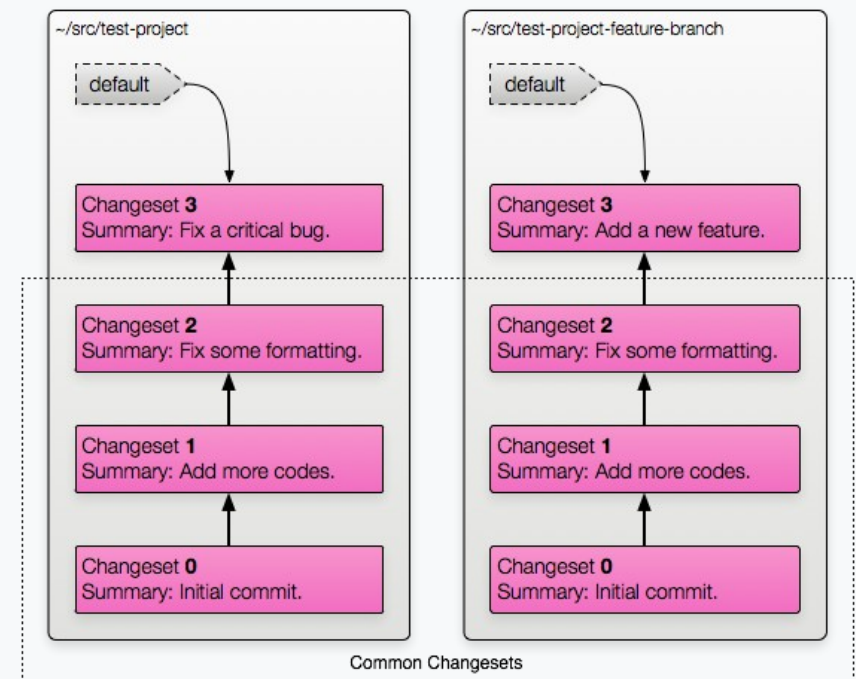 ~/src/test-project
default
Changeset 3
Summary: Fix a critical bug.
Changeset 2
Summary: Fix some formatting.
Changeset 1
Summary: Add more codes.
Changeset 0
Summary: Initial commit.
~/src/test-project-feature-branch
default
Changeset 3
Summary: Add a new feature.
Changeset 2
Summary: Fix some formatting.
Changeset 1
Summary: Add more codes.
Changeset 0
Summary: Initial commit.
Common Changesets